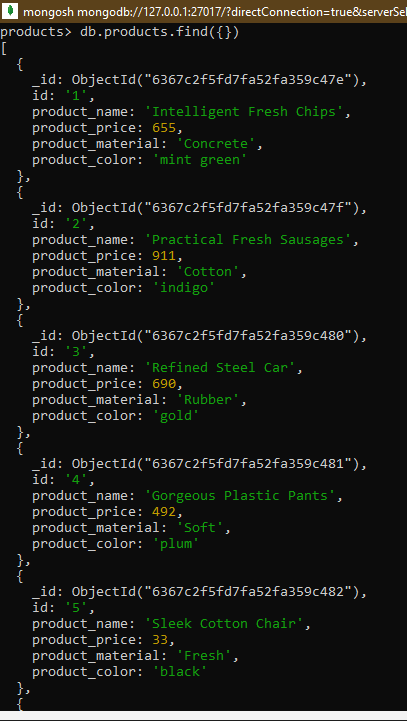 mongosh mongodb://127.0.0.1:27017/?directConnection=true&serverSel
products> db.products.find({})
[
  {
    _id: ObjectId("6367c2f5fd7fa52fa359c47e"),
    id: '1',
    product_name: 'Intelligent Fresh Chips',
    product_price: 655,
    product_material: 'Concrete',
    product_color: 'mint green'
  },
  {
    _id: ObjectId("6367c2f5fd7fa52fa359c47f"),
    id: '2',
    product_name: 'Practical Fresh Sausages',
    product_price: 911,
    product_material: 'Cotton',
    product_color: 'indigo'
  },
  {
    _id: ObjectId("6367c2f5fd7fa52fa359c480"),
    id: '3',
    product_name: 'Refined Steel Car',
    product_price: 690,
    product_material: 'Rubber',
    product_color: 'gold'
  },
  {
    _id: ObjectId("6367c2f5fd7fa52fa359c481"),
    id: '4',
    product_name: 'Gorgeous Plastic Pants',
    product_price: 492,
    product_material: 'Soft',
    product_color: 'plum'
  },
  {
    _id: ObjectId("6367c2f5fd7fa52fa359c482"),
    id: '5',
    product_name: 'Sleek Cotton Chair',
    product_price: 33,
    product_material: 'Fresh',
    product_color: 'black'
  },
  {